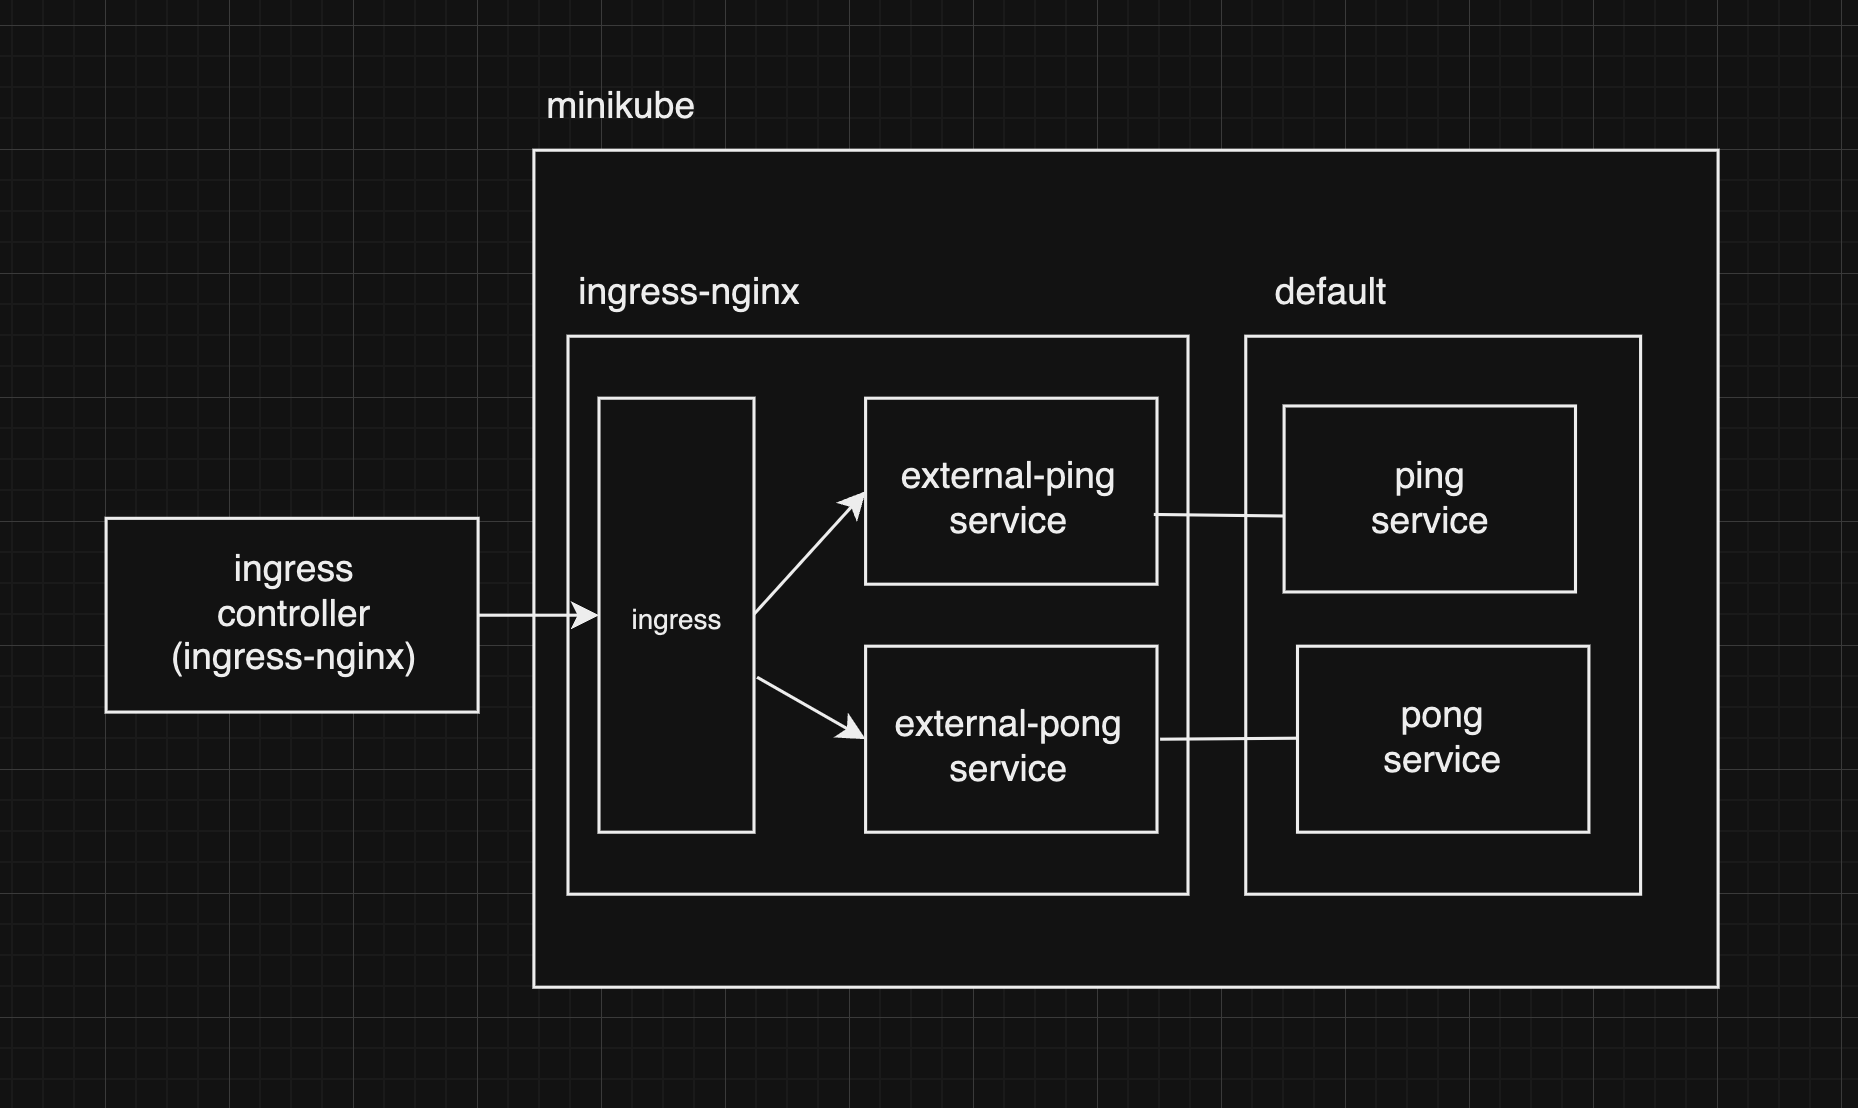 minikube
ingress-nginx
default
ingress
controller
(ingress-nginx)
ingress
external-ping
service
external-pong
service
ping
service
pong
service